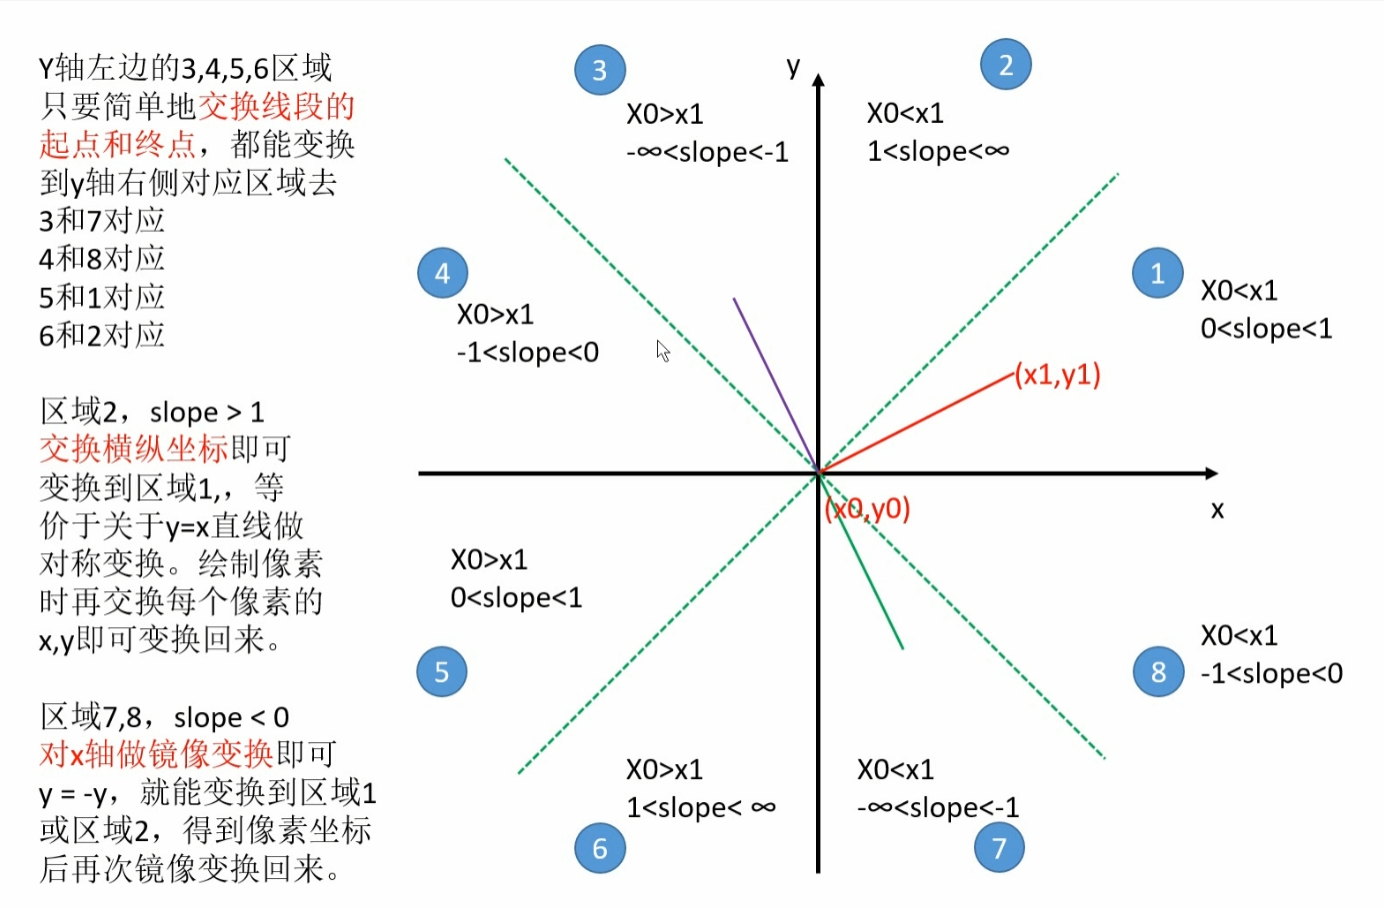 Y轴左边的3,4,5,6区域
只要简单地交换线段的
起点和终点，都能变换
到y轴右侧对应区域去
3和7对应
4和8对应
5和1对应
6和2对应
区域2，slope > 1
交换横纵坐标即可
变换到区域1,，等
价于关于y=x直线做
对称变换。绘制像素
时再交换每个像素的
x,y即可变换回来。
区域7,8，slope < 0
对x轴做镜像变换即可
y = -y，就能变换到区域1
或区域2，得到像素坐标
后再次镜像变换回来。
3
X0>x1
-∞<slope<-1
y
2
X0<x1
1<slope<∞
4
X0>x1
-1<slope<0
1
X0<x1
0<slope<1
(x1,y1)
(x0,y0)
x
X0>x1
0<slope<1
5
X0<x1
-1<slope<0
8
X0>x1
1<slope< ∞
6
X0<x1
-∞<slope<-1
7